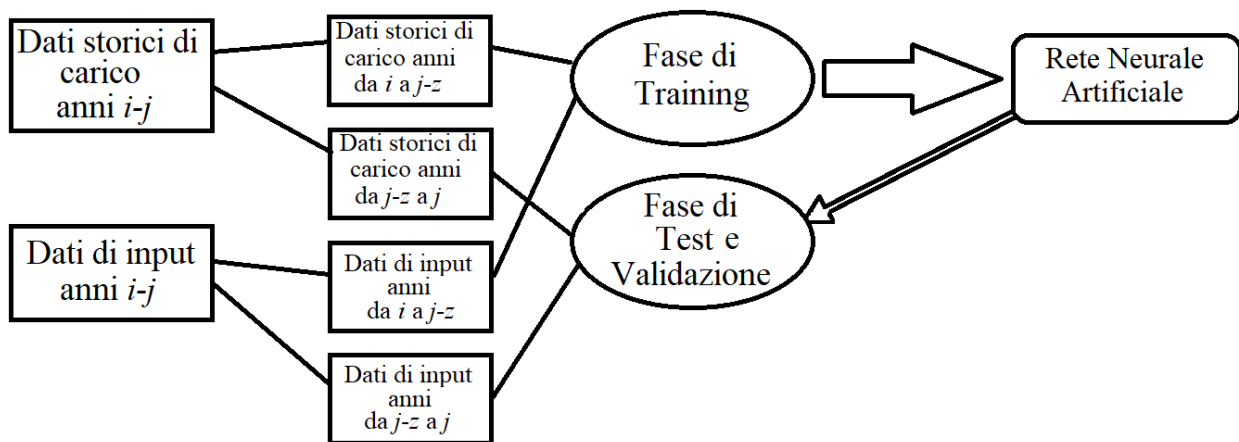 Dati storici di
carico
anni i-j
Dati storici di
carico anni
da i a j-z
Dati storici di
carico anni
da j-z a j
Dati di input
anni i-j
Dati di input
anni
da i a j-z
Dati di input
anni
da j-z a j
Fase di
Training
Fase di
Test e
Validazione
Rete Neurale
Artificiale